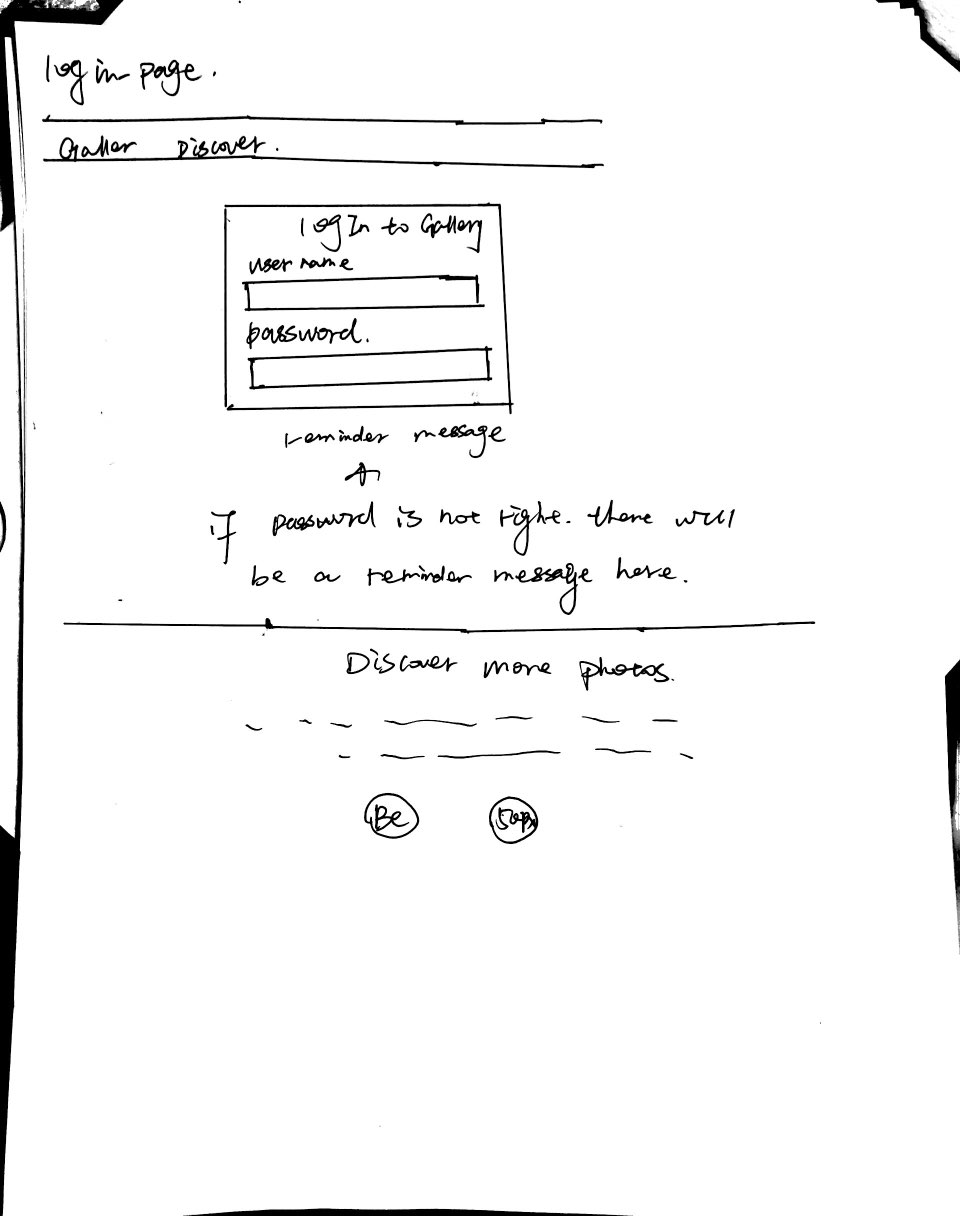 log in page.
Galler Discover.
Log In to Gallery
user name
password.
reminder message
if password is not right. there will
be a reminder message here.
Discover more photos.
Be 50px